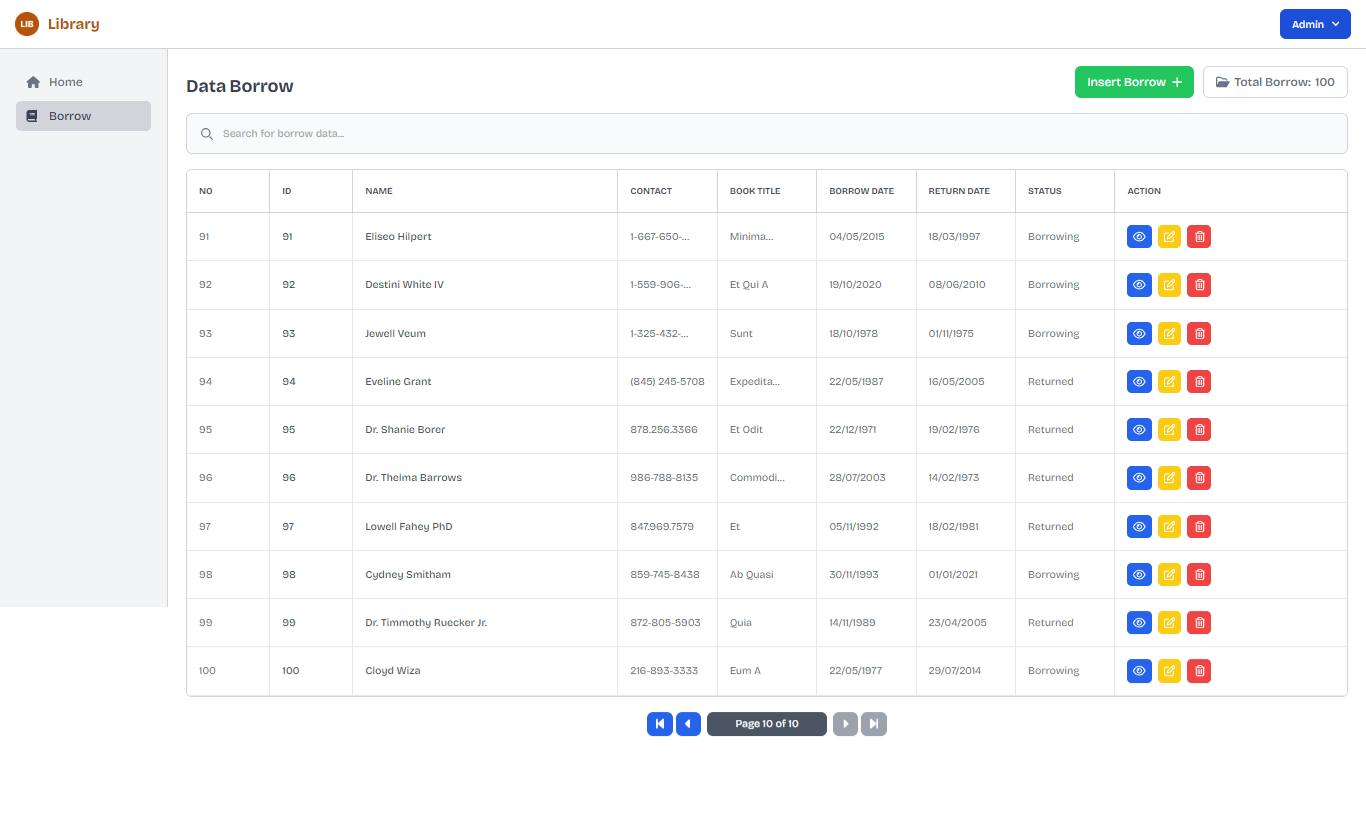 LIB Library
Admin
Home
Borrow
Data Borrow
Insert Borrow +
Total Borrow: 100
Search for borrow data...
NO ID NAME CONTACT BOOK TITLE BORROW DATE RETURN DATE STATUS ACTION
91 91 Eliseo Hilpert 1-667-650-... Minima... 04/05/2015 18/03/1997 Borrowing
92 92 Destini White IV 1-559-906-... Et Qui A 19/10/2020 08/06/2010 Borrowing
93 93 Jewell Veum 1-325-432-... Sunt 18/10/1978 01/11/1975 Borrowing
94 94 Eveline Grant (845) 245-5708 Expedita... 22/05/1987 16/05/2005 Returned
95 95 Dr. Shanie Borer 878.256.3366 Et Odit 22/12/1971 19/02/1976 Returned
96 96 Dr. Thelma Barrows 986-788-8135 Commodi... 28/07/2003 14/02/1973 Returned
97 97 Lowell Fahey PhD 847.969.7579 Et 05/11/1992 18/02/1981 Returned
98 98 Cydney Smitham 859-745-8438 Ab Quasi 30/11/1993 01/01/2021 Borrowing
99 99 Dr. Timmothy Ruecker Jr. 872-805-5903 Quia 14/11/1989 23/04/2005 Returned
100 100 Cloyd Wiza 216-893-3333 Eum A 22/05/1977 29/07/2014 Borrowing
Page 10 of 10